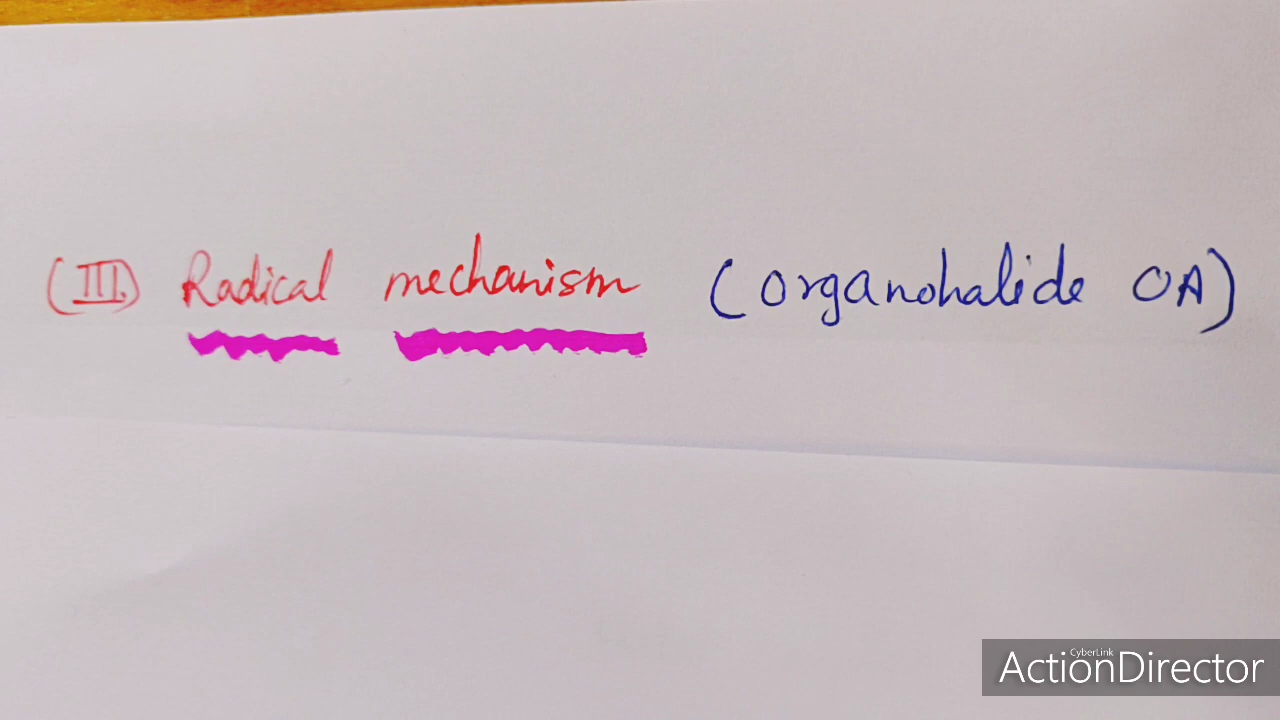 (III.) Radical mechanism (organohalide OA)
CyberLink
ActionDirector